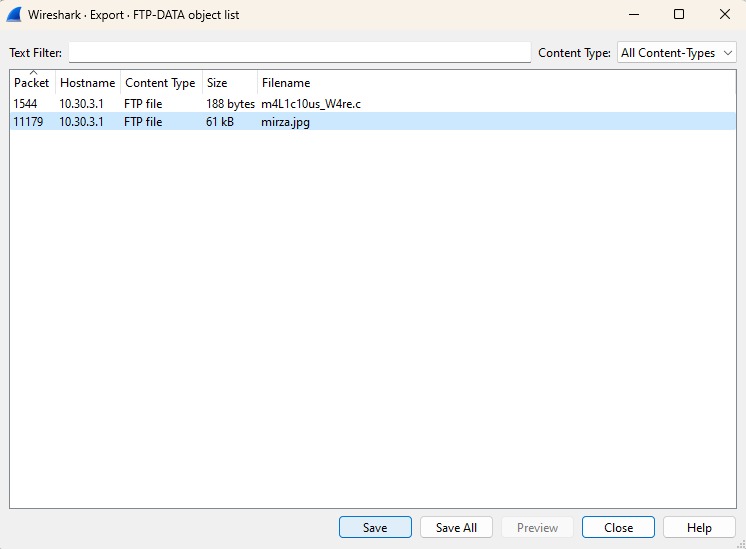 Wireshark · Export · FTP-DATA object list
Text Filter: Content Type: All Content-Types
Packet Hostname Content Type Size Filename
1544 10.30.3.1 FTP file 188 bytes m4L1c10us_W4re.c
11179 10.30.3.1 FTP file 61 kB mirza.jpg
Save Save All Preview Close Help